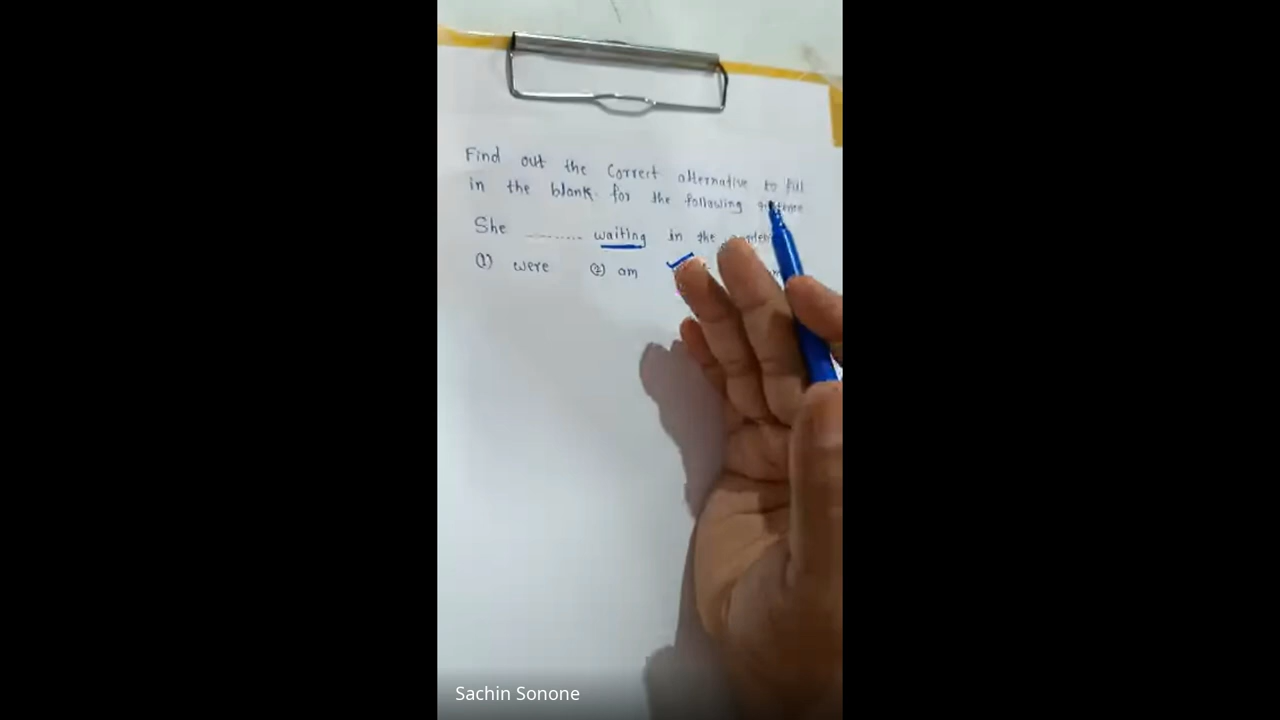 Find out the Correct alternative to fill
in the blank for the following
She ......... waiting in the
(1) were (2) am
Sachin Sonone